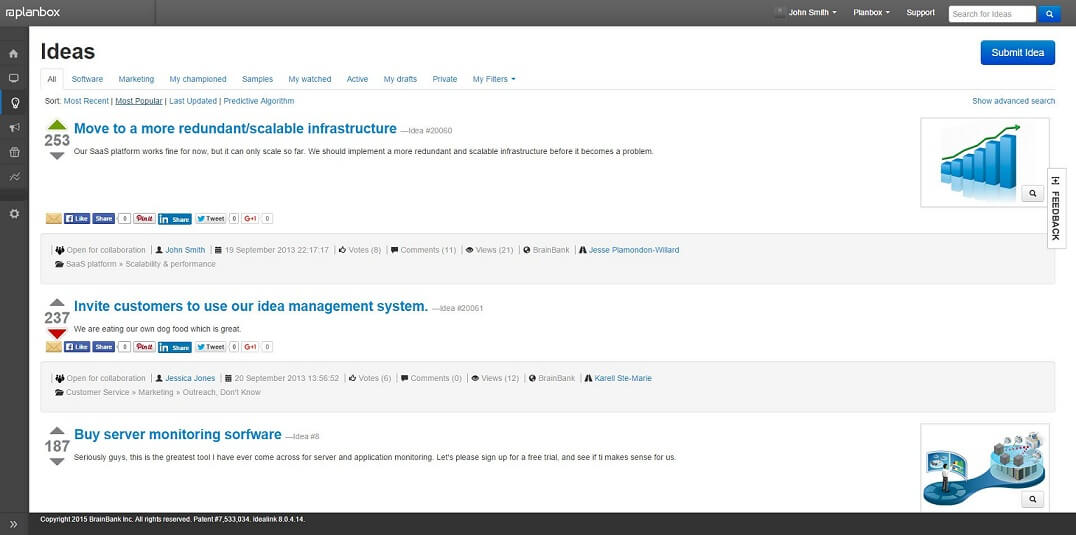 planbox John Smith Planbox Support Search for Ideas
Ideas
Submit Idea
All Software Marketing My championed Samples My watched Active My drafts Private My Filters
Sort: Most Recent | Most Popular | Last Updated | Predictive Algorithm Show advanced search
253
Move to a more redundant/scalable infrastructure —Idea #20060
Our SaaS platform works fine for now, but it can only scale so far. We should implement a more redundant and scalable infrastructure before it becomes a problem.
[+] FEEDBACK
Like Share 0 Pinit in Share Tweet 0 G+1 0
| Open for collaboration | John Smith | 19 September 2013 22:17:17 | Votes (8) | Comments (11) | Views (21) | BrainBank | Jesse Plamondon-Willard
SaaS platform » Scalability & performance
237
Invite customers to use our idea management system. —Idea #20061
We are eating our own dog food which is great.
Like Share 0 Pinit in Share Tweet 0 G+1 0
| Open for collaboration | Jessica Jones | 20 September 2013 13:56:52 | Votes (6) | Comments (0) | Views (12) | BrainBank | Karell Ste-Marie
Customer Service » Marketing » Outreach, Don't Know
187
Buy server monitoring sorfware —Idea #8
Seriously guys, this is the greatest tool I have ever come across for server and application monitoring. Let's please sign up for a free trial, and see if ti makes sense for us.
Copyright 2015 BrainBank Inc. All rights reserved. Patent #7,533,034. idealink 8.0.4.14.